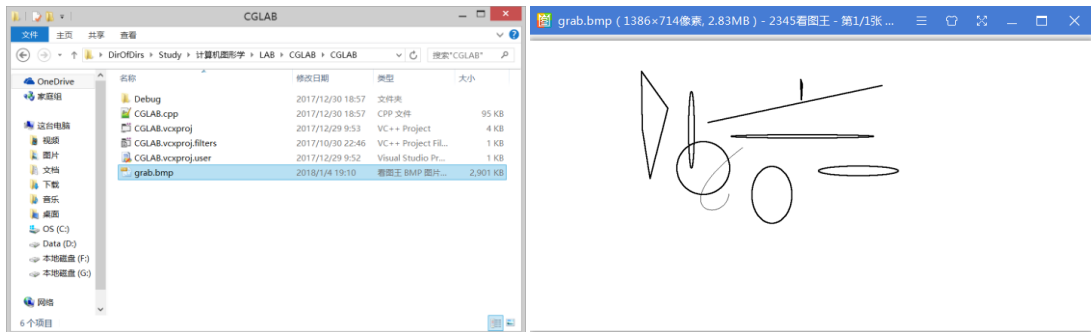 CGLAB
文件 主页 共享 查看
DirOfDirs Study 计算机图形学 LAB CGLAB CGLAB 搜索"CGLAB"
名称 修改日期 类型 大小
OneDrive
家庭组
这台电脑
视频
图片
文档
下载
音乐
桌面
OS (C:)
Data (D:)
本地磁盘 (F:)
本地磁盘 (G:)
网络
Debug 2017/12/30 18:57 文件夹
CGLAB.cpp 2017/12/30 18:57 CPP 文件 95 KB
CGLAB.vcxproj 2017/12/29 9:53 VC++ Project 4 KB
CGLAB.vcxproj.filters 2017/10/30 22:46 VC++ Project Fil... 1 KB
CGLAB.vcxproj.user 2017/12/29 9:52 Visual Studio Pr... 1 KB
grab.bmp 2018/1/4 19:10 看图王 BMP 图片... 2,901 KB
6 个项目
grab.bmp ( 1386×714像素, 2.83MB ) - 2345看图王 - 第1/1张 ...